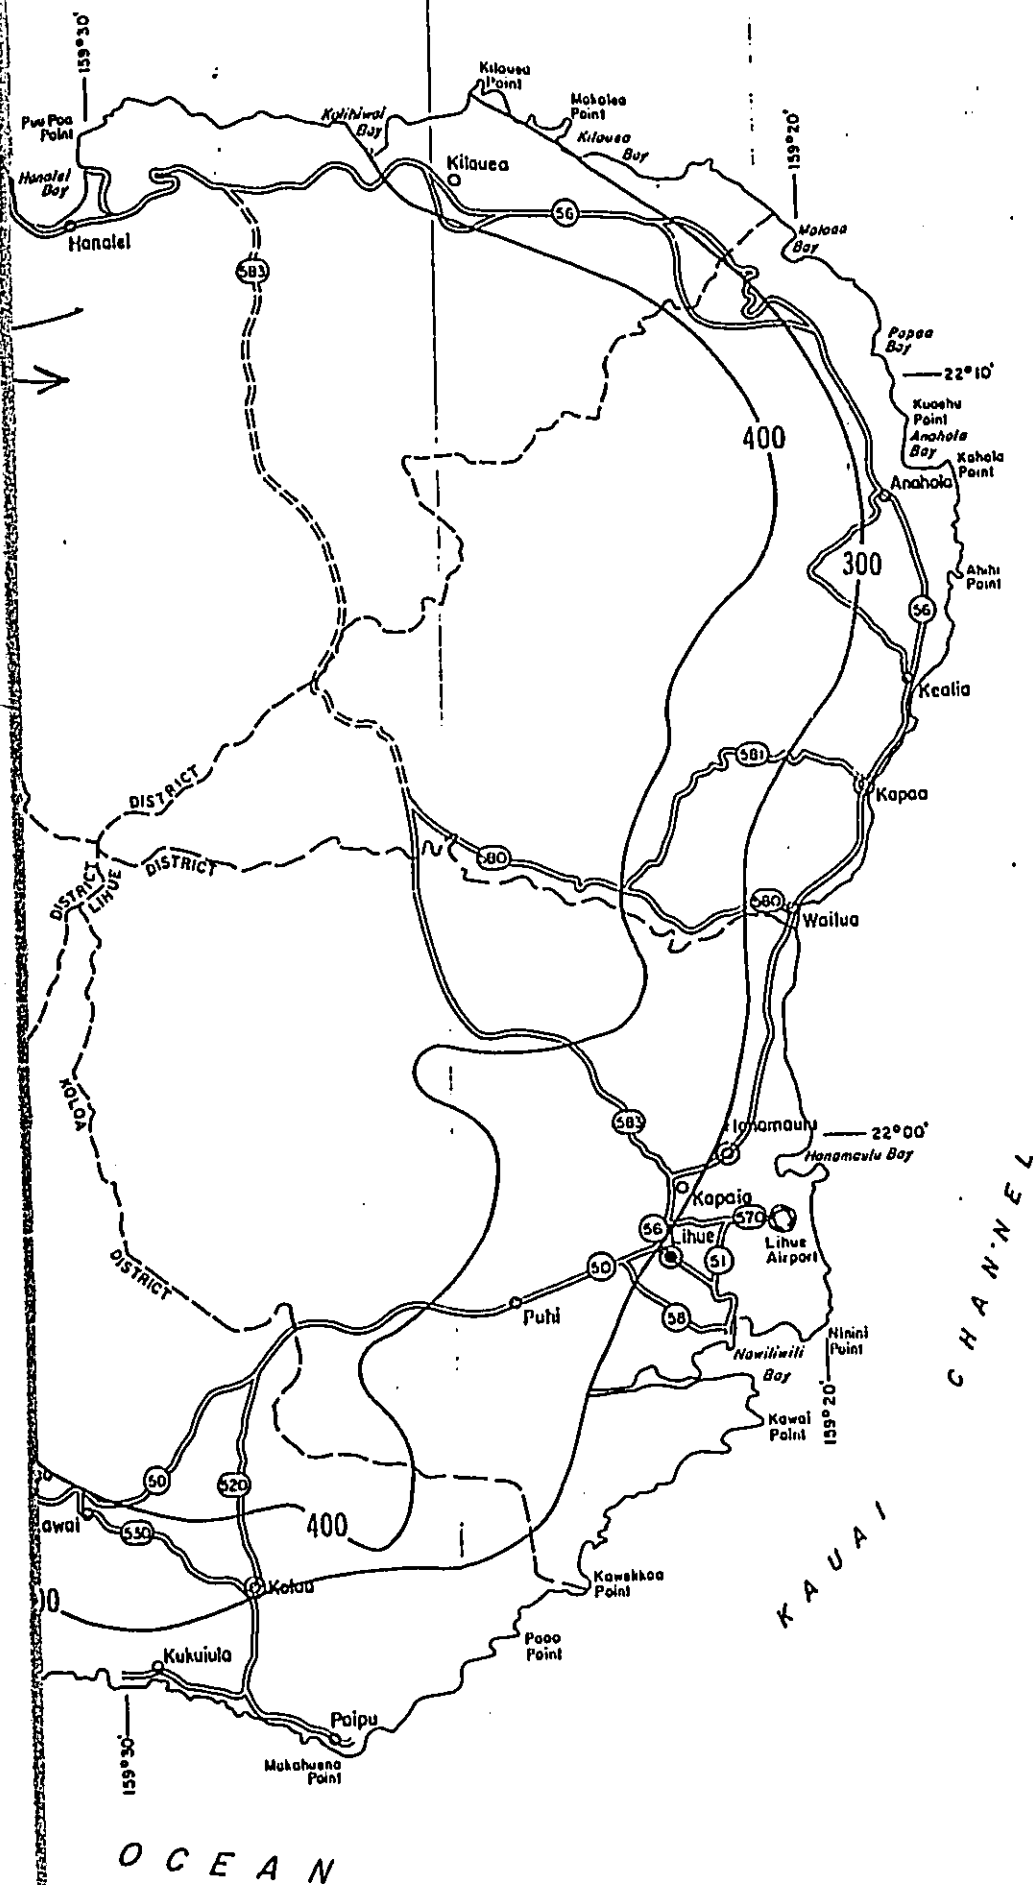 159°30'
Kilauea
Point
Mokolea
Point
Kilauea
Bay
159°20'
Puu Poa
Point
Kalihiwai
Bay
Hanalei
Bay
Hanalei
Kilauea
56
583
Moloaa
Bay
Papaa
Bay
22°10'
Kuaehu
Point
Anahola
Bay
Kahala
Point
400
Anahola
300
Ahihi
Point
56
Kealia
581
Kapaa
DISTRICT
DISTRICT
580
580
Wailua
DISTRICT
LIHUE
KOLOA
583
Hanamaulu
22°00'
Hanamaulu Bay
Kapaia
56
570
Lihue
Lihue
Airport
50
51
DISTRICT
Puhi
58
Ninini
Point
Nawiliwili
Bay
159°20'
Kawai
Point
CHANNEL
50
520
400
awai
530
Koloa
Kawakkoa
Point
KAUAI
Paoo
Point
Kukuiula
Poipu
159°30'
Makahuena
Point
OCEAN